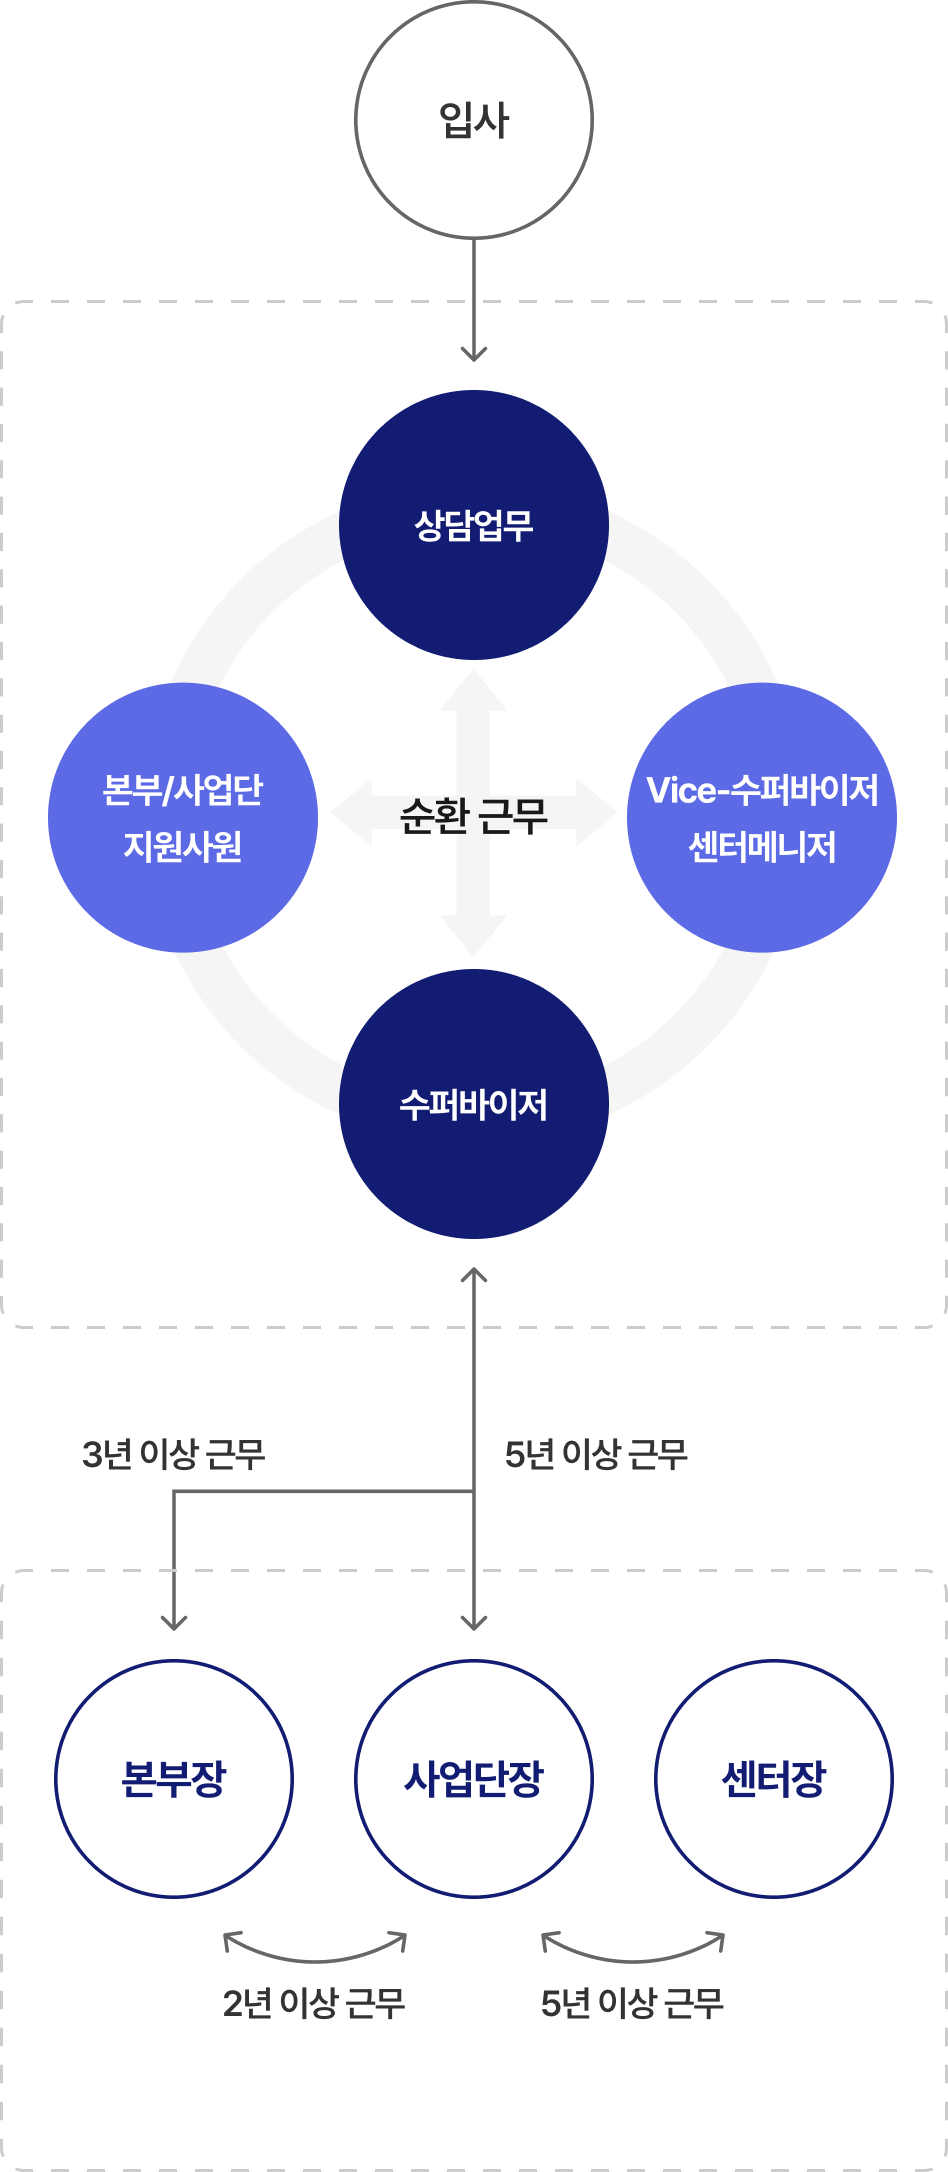 입사
상담업무
본부/사업단
지원사원
순환 근무
Vice-수퍼바이저
센터메니저
수퍼바이저
3년 이상 근무
5년 이상 근무
본부장
사업단장
센터장
2년 이상 근무
5년 이상 근무